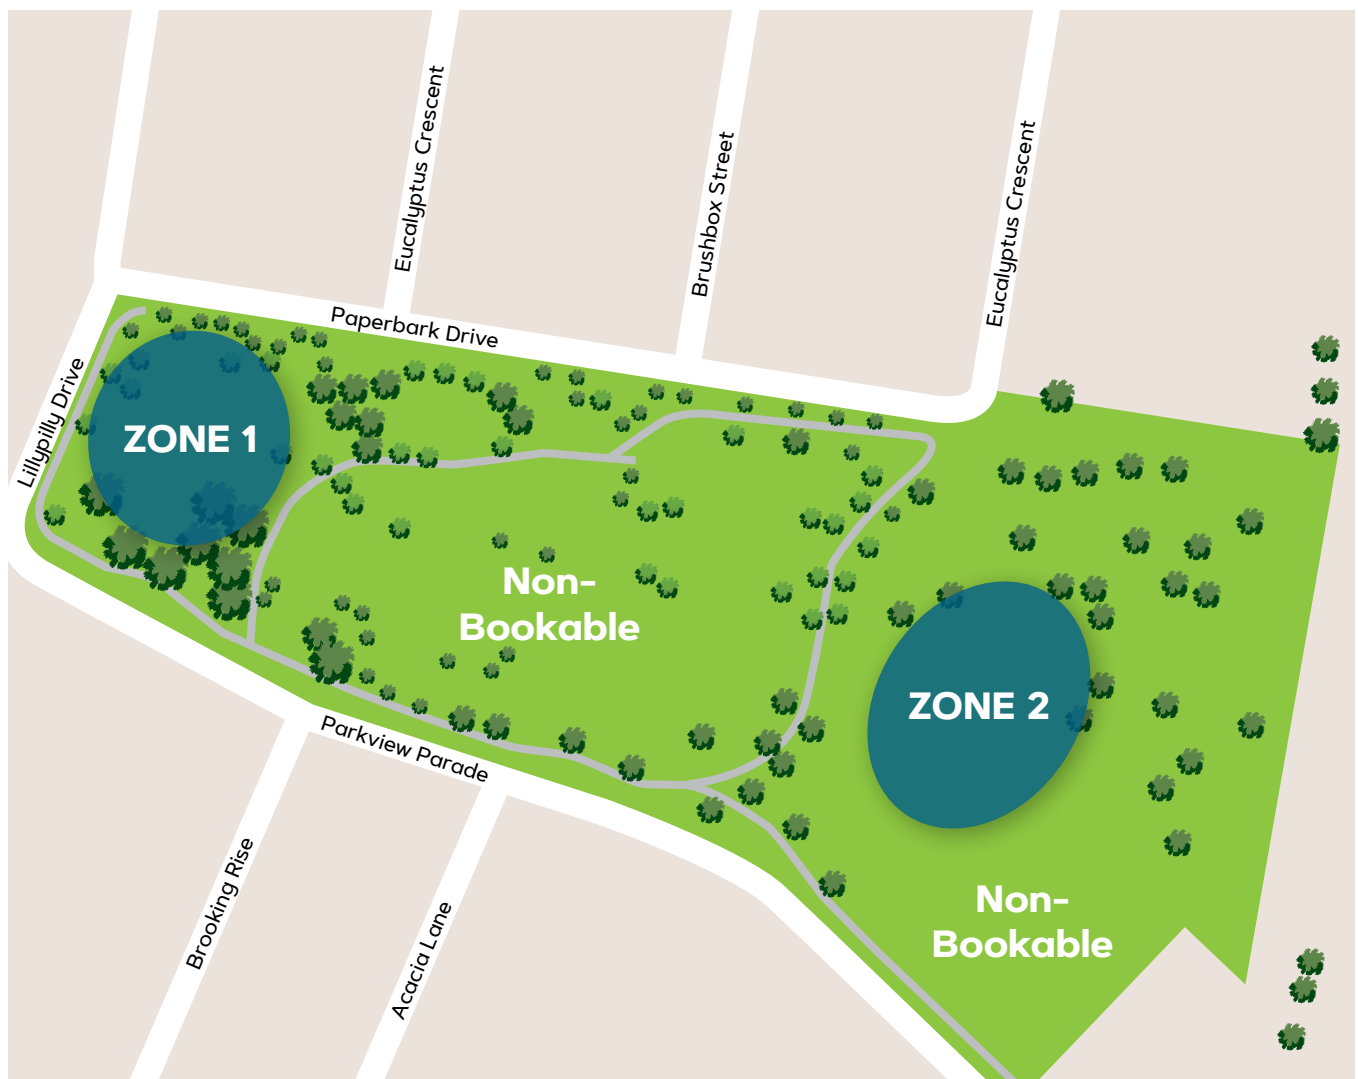 Eucalyptus Crescent
Brushbox Street
Eucalyptus Crescent
Paperbark Drive
Lillypilly Drive
ZONE 1
Non-
Bookable
ZONE 2
Parkview Parade
Brooking Rise
Acacia Lane
Non-
Bookable